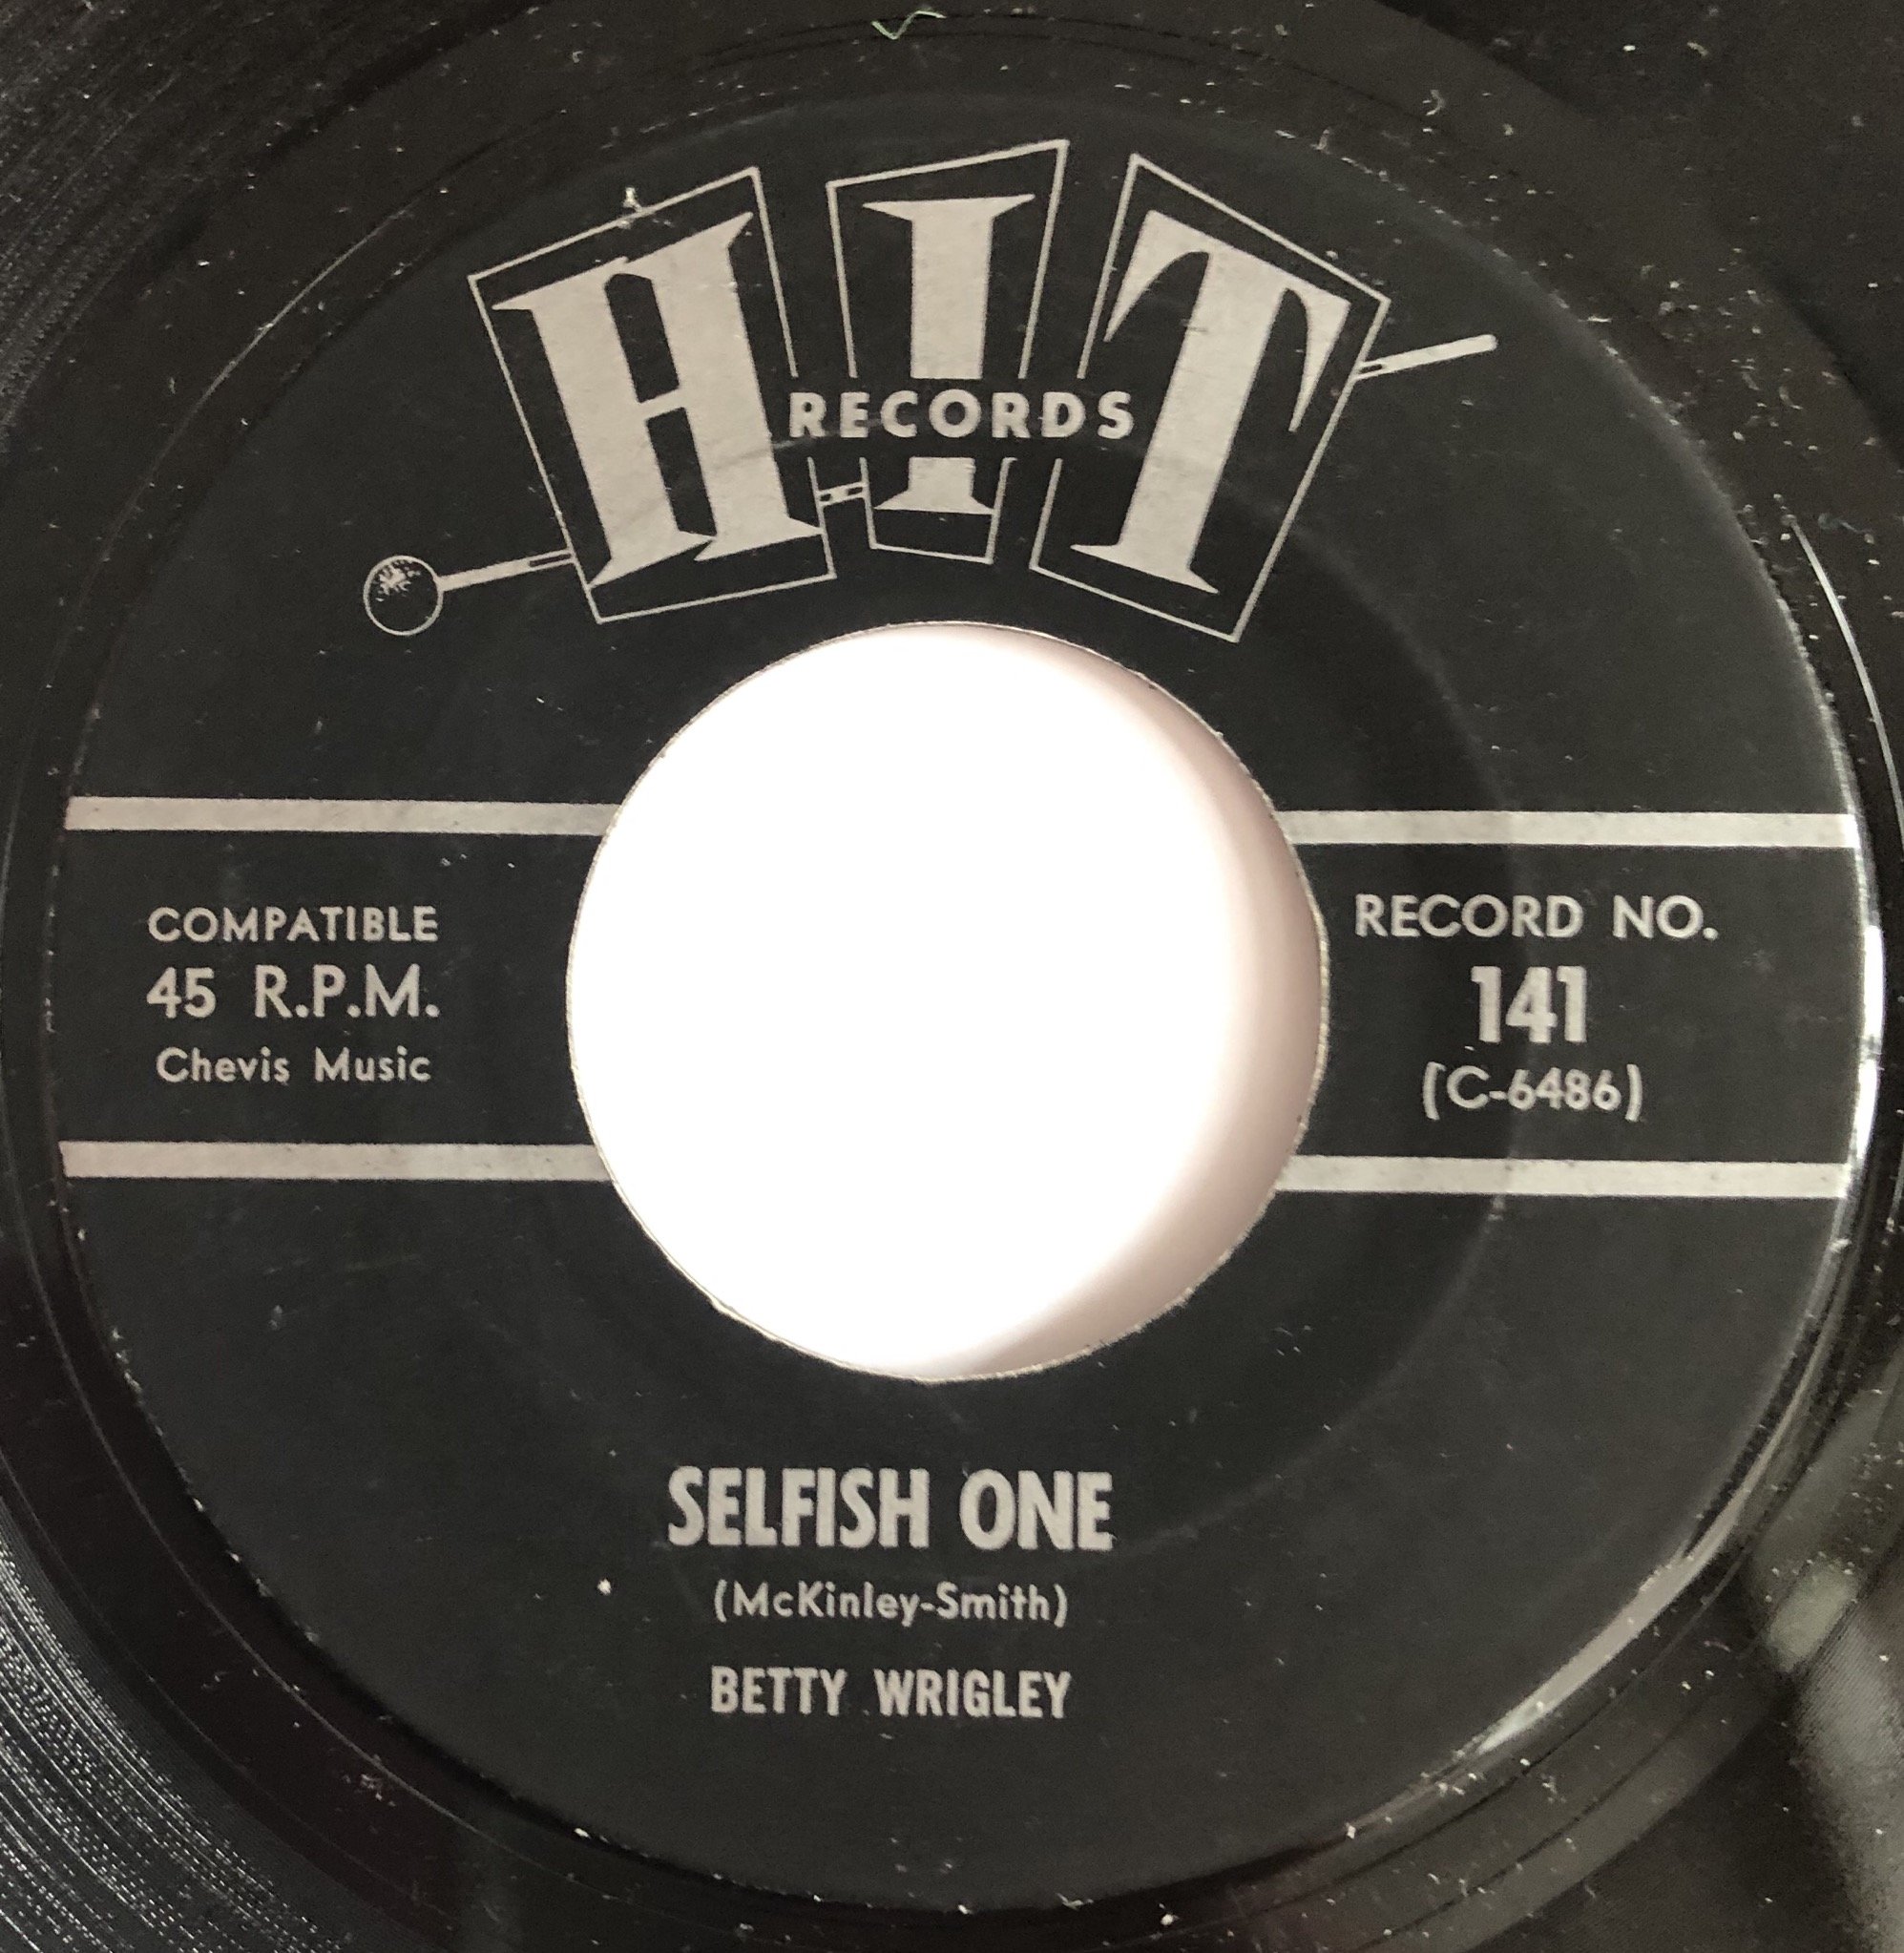 HIT
RECORDS
COMPATIBLE
45 R.P.M.
Chevis Music
RECORD NO.
141
(C-6486)
SELFISH ONE
(McKinley-Smith)
BETTY WRIGLEY